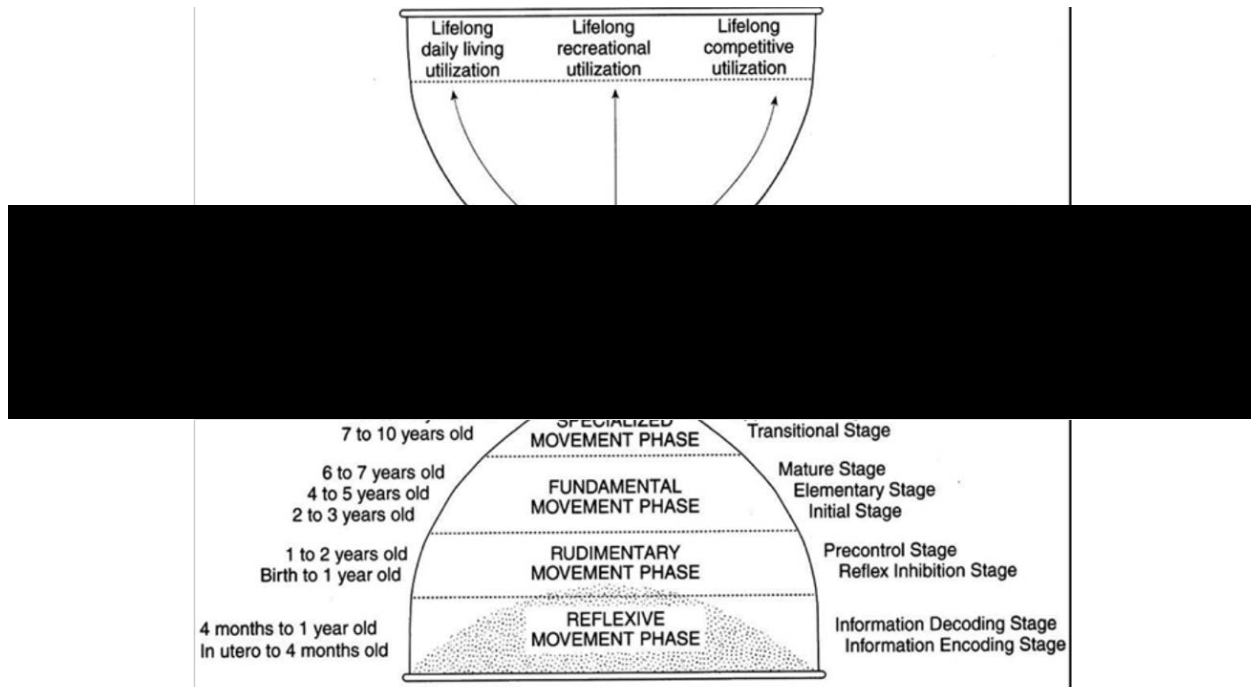 Lifelong daily living utilization
Lifelong recreational utilization
Lifelong competitive utilization
SPECIALIZED
7 to 10 years old
MOVEMENT PHASE
Transitional Stage
6 to 7 years old
4 to 5 years old
2 to 3 years old
FUNDAMENTAL
MOVEMENT PHASE
Mature Stage
Elementary Stage
Initial Stage
1 to 2 years old
Birth to 1 year old
RUDIMENTARY
MOVEMENT PHASE
Precontrol Stage
Reflex Inhibition Stage
4 months to 1 year old
In utero to 4 months old
REFLEXIVE
MOVEMENT PHASE
Information Decoding Stage
Information Encoding Stage